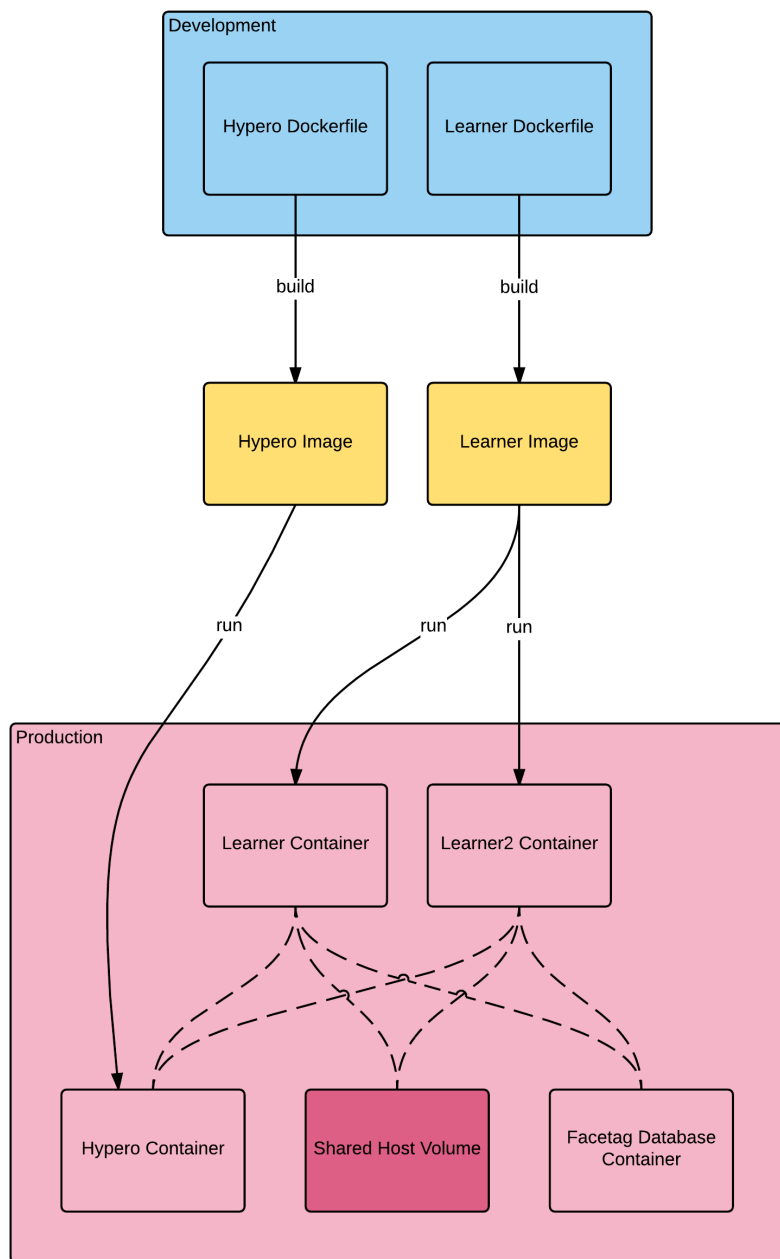 Development
Hypero Dockerfile
Learner Dockerfile
build
build
Hypero Image
Learner Image
run
run
run
Production
Learner Container
Learner2 Container
Hypero Container
Shared Host Volume
Facetag Database
Container